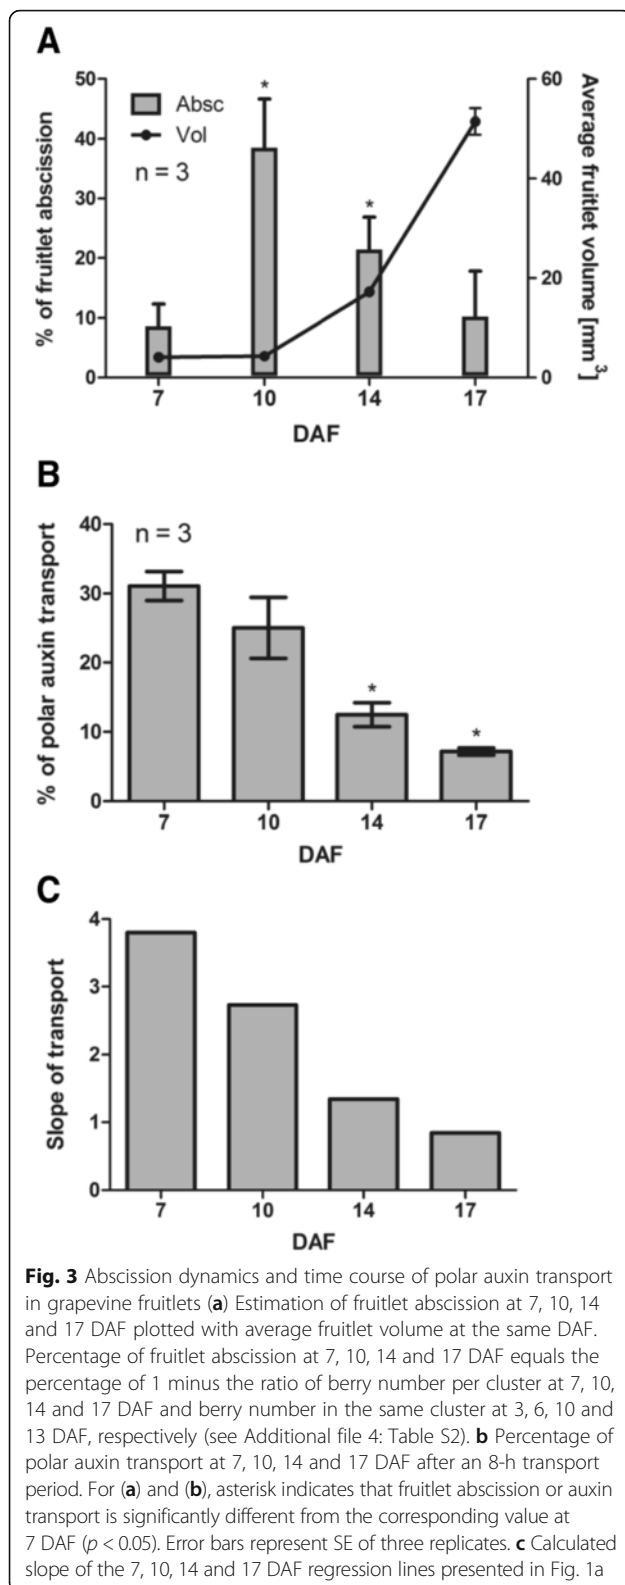 A
% of fruitlet abscission
50
40
30
20
10
0
Absc
Vol
n = 3
*
*
60
40
20
0
Average fruitlet volume [mm³]
7 10 14 17
DAF
B
% of polar auxin transport
40
30
20
10
0
n = 3
*
*
7 10 14 17
DAF
C
Slope of transport
4
3
2
1
0
7 10 14 17
DAF
Fig. 3 Abscission dynamics and time course of polar auxin transport
in grapevine fruitlets (a) Estimation of fruitlet abscission at 7, 10, 14
and 17 DAF plotted with average fruitlet volume at the same DAF.
Percentage of fruitlet abscission at 7, 10, 14 and 17 DAF equals the
percentage of 1 minus the ratio of berry number per cluster at 7, 10,
14 and 17 DAF and berry number in the same cluster at 3, 6, 10 and
13 DAF, respectively (see Additional file 4: Table S2). b Percentage of
polar auxin transport at 7, 10, 14 and 17 DAF after an 8-h transport
period. For (a) and (b), asterisk indicates that fruitlet abscission or auxin
transport is significantly different from the corresponding value at
7 DAF (p < 0.05). Error bars represent SE of three replicates. c Calculated
slope of the 7, 10, 14 and 17 DAF regression lines presented in Fig. 1a